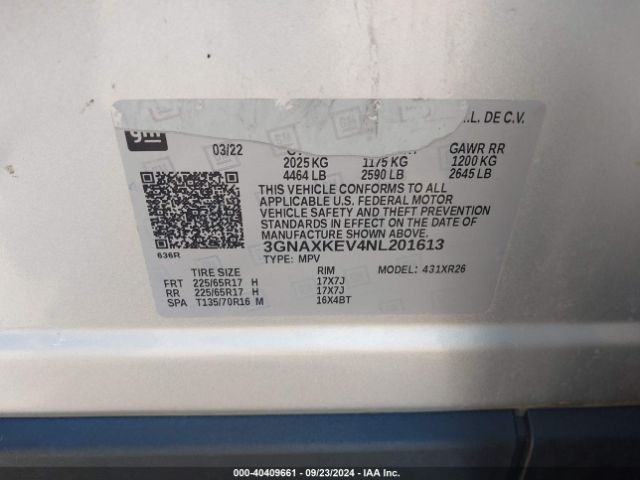 gm
.L. DE C.V.
03/22 GAWR RR
2025 KG 1175 KG 1200 KG
4464 LB 2590 LB 2645 LB
THIS VEHICLE CONFORMS TO ALL
APPLICABLE U.S. FEDERAL MOTOR
VEHICLE SAFETY AND THEFT PREVENTION
STANDARDS IN EFFECT ON THE DATE OF
MANUFACTURE SHOWN ABOVE.
3GNAXKEV4NL201613
636R
TYPE: MPV MODEL: 431XR26
TIRE SIZE RIM
FRT 225/65R17 H 17X7J
RR 225/65R17 H 17X7J
SPA T135/70R16 M 16X4BT
000-40409661 - 09/23/2024 - IAA Inc.